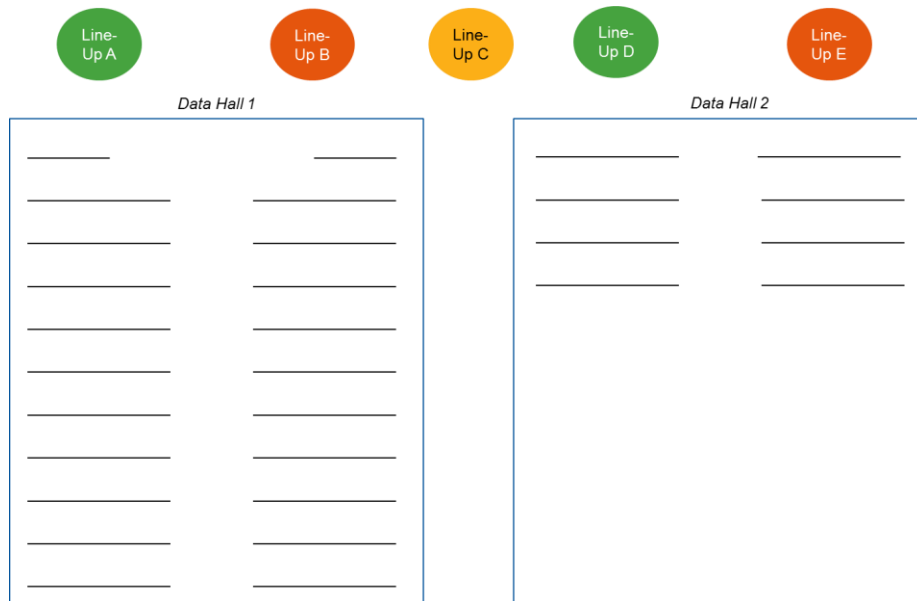 Line-
Up A
Line-
Up B
Line-
Up C
Line-
Up D
Line-
Up E
Data Hall 1
Data Hall 2